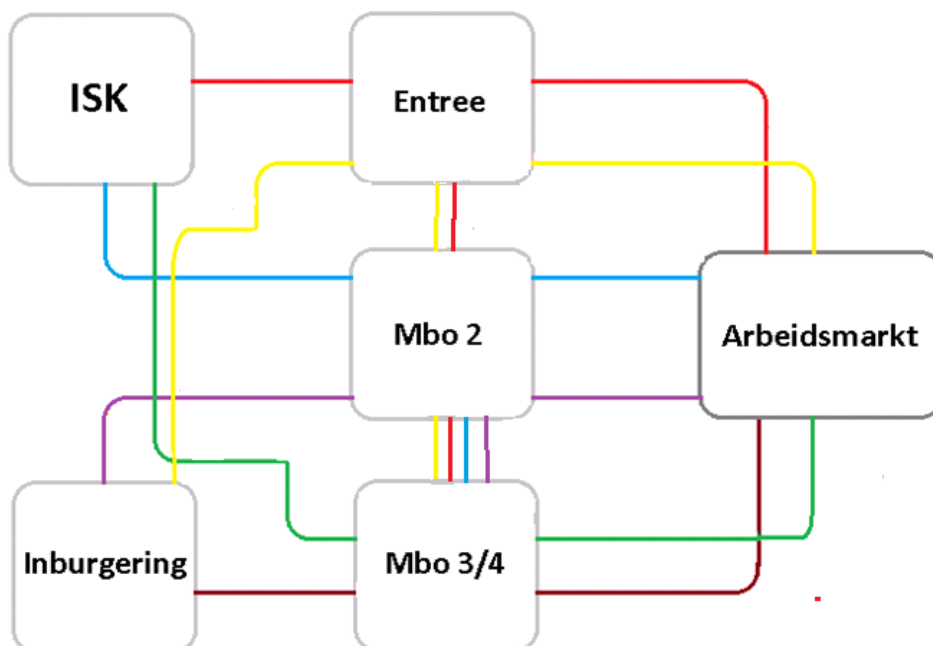 ISK
Entree
Mbo 2
Arbeidsmarkt
Inburgering
Mbo 3/4